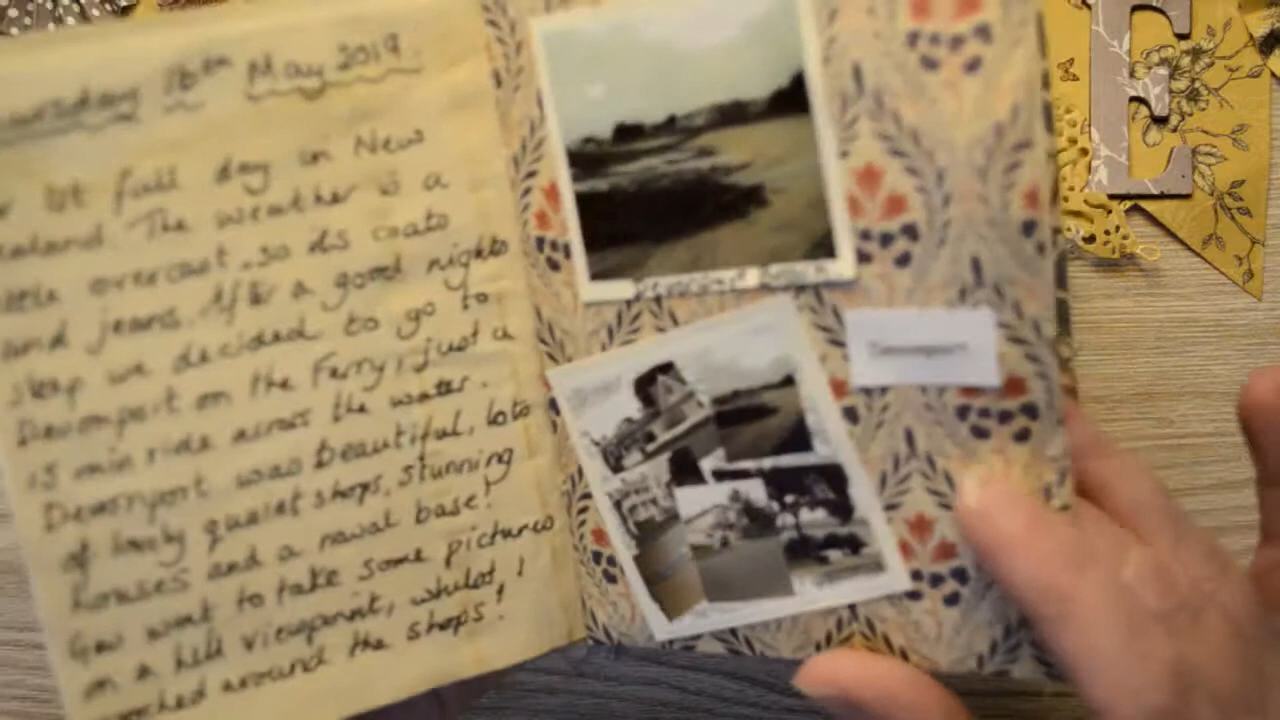 16th May 2019
1st full day in New
The weather is a
overcast, so its coats
and jeans. After a good nights
sleep we decided to go to
Devonport on the Ferry, just a
15 min ride across the water.
Devonport was beautiful, lots
of lovely quaint shops, stunning
houses and a naval base!
Gav went to take some pictures
on a hill viewpoint, whilst I
around the shops!
E